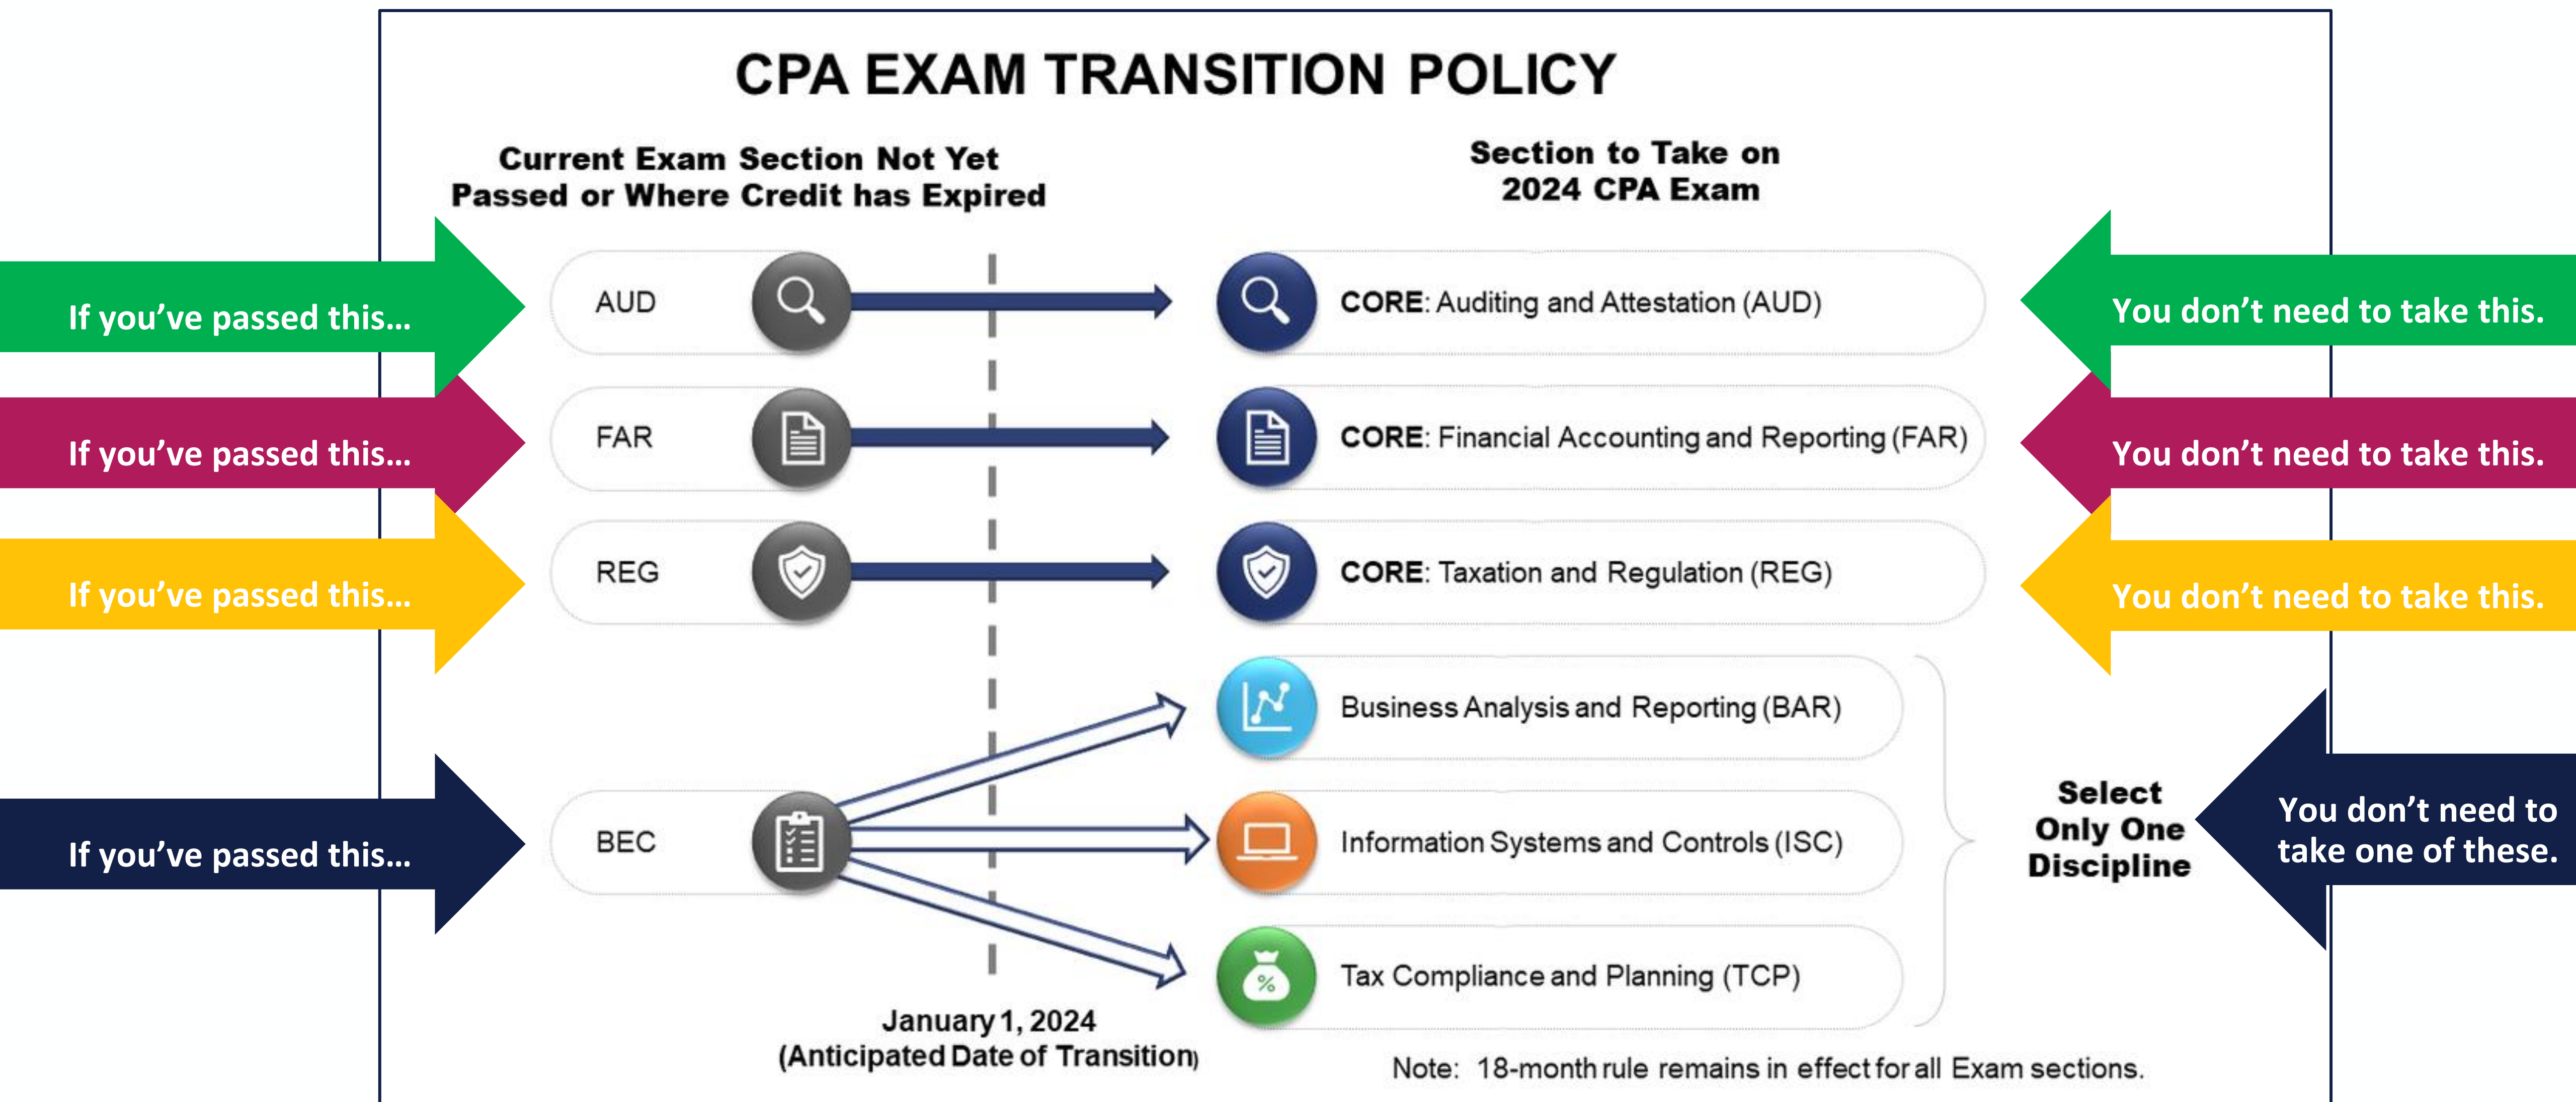 CPA EXAM TRANSITION POLICY
Current Exam Section Not Yet
Passed or Where Credit has Expired
Section to Take on
2024 CPA Exam
If you've passed this...
AUD
CORE: Auditing and Attestation (AUD)
You don't need to take this.
If you've passed this...
FAR
CORE: Financial Accounting and Reporting (FAR)
You don't need to take this.
If you've passed this...
REG
CORE: Taxation and Regulation (REG)
You don't need to take this.
Business Analysis and Reporting (BAR)
If you've passed this...
BEC
Information Systems and Controls (ISC)
Tax Compliance and Planning (TCP)
%
Select
Only One
Discipline
You don't need to
take one of these.
January 1, 2024
(Anticipated Date of Transition)
Note: 18-month rule remains in effect for all Exam sections.